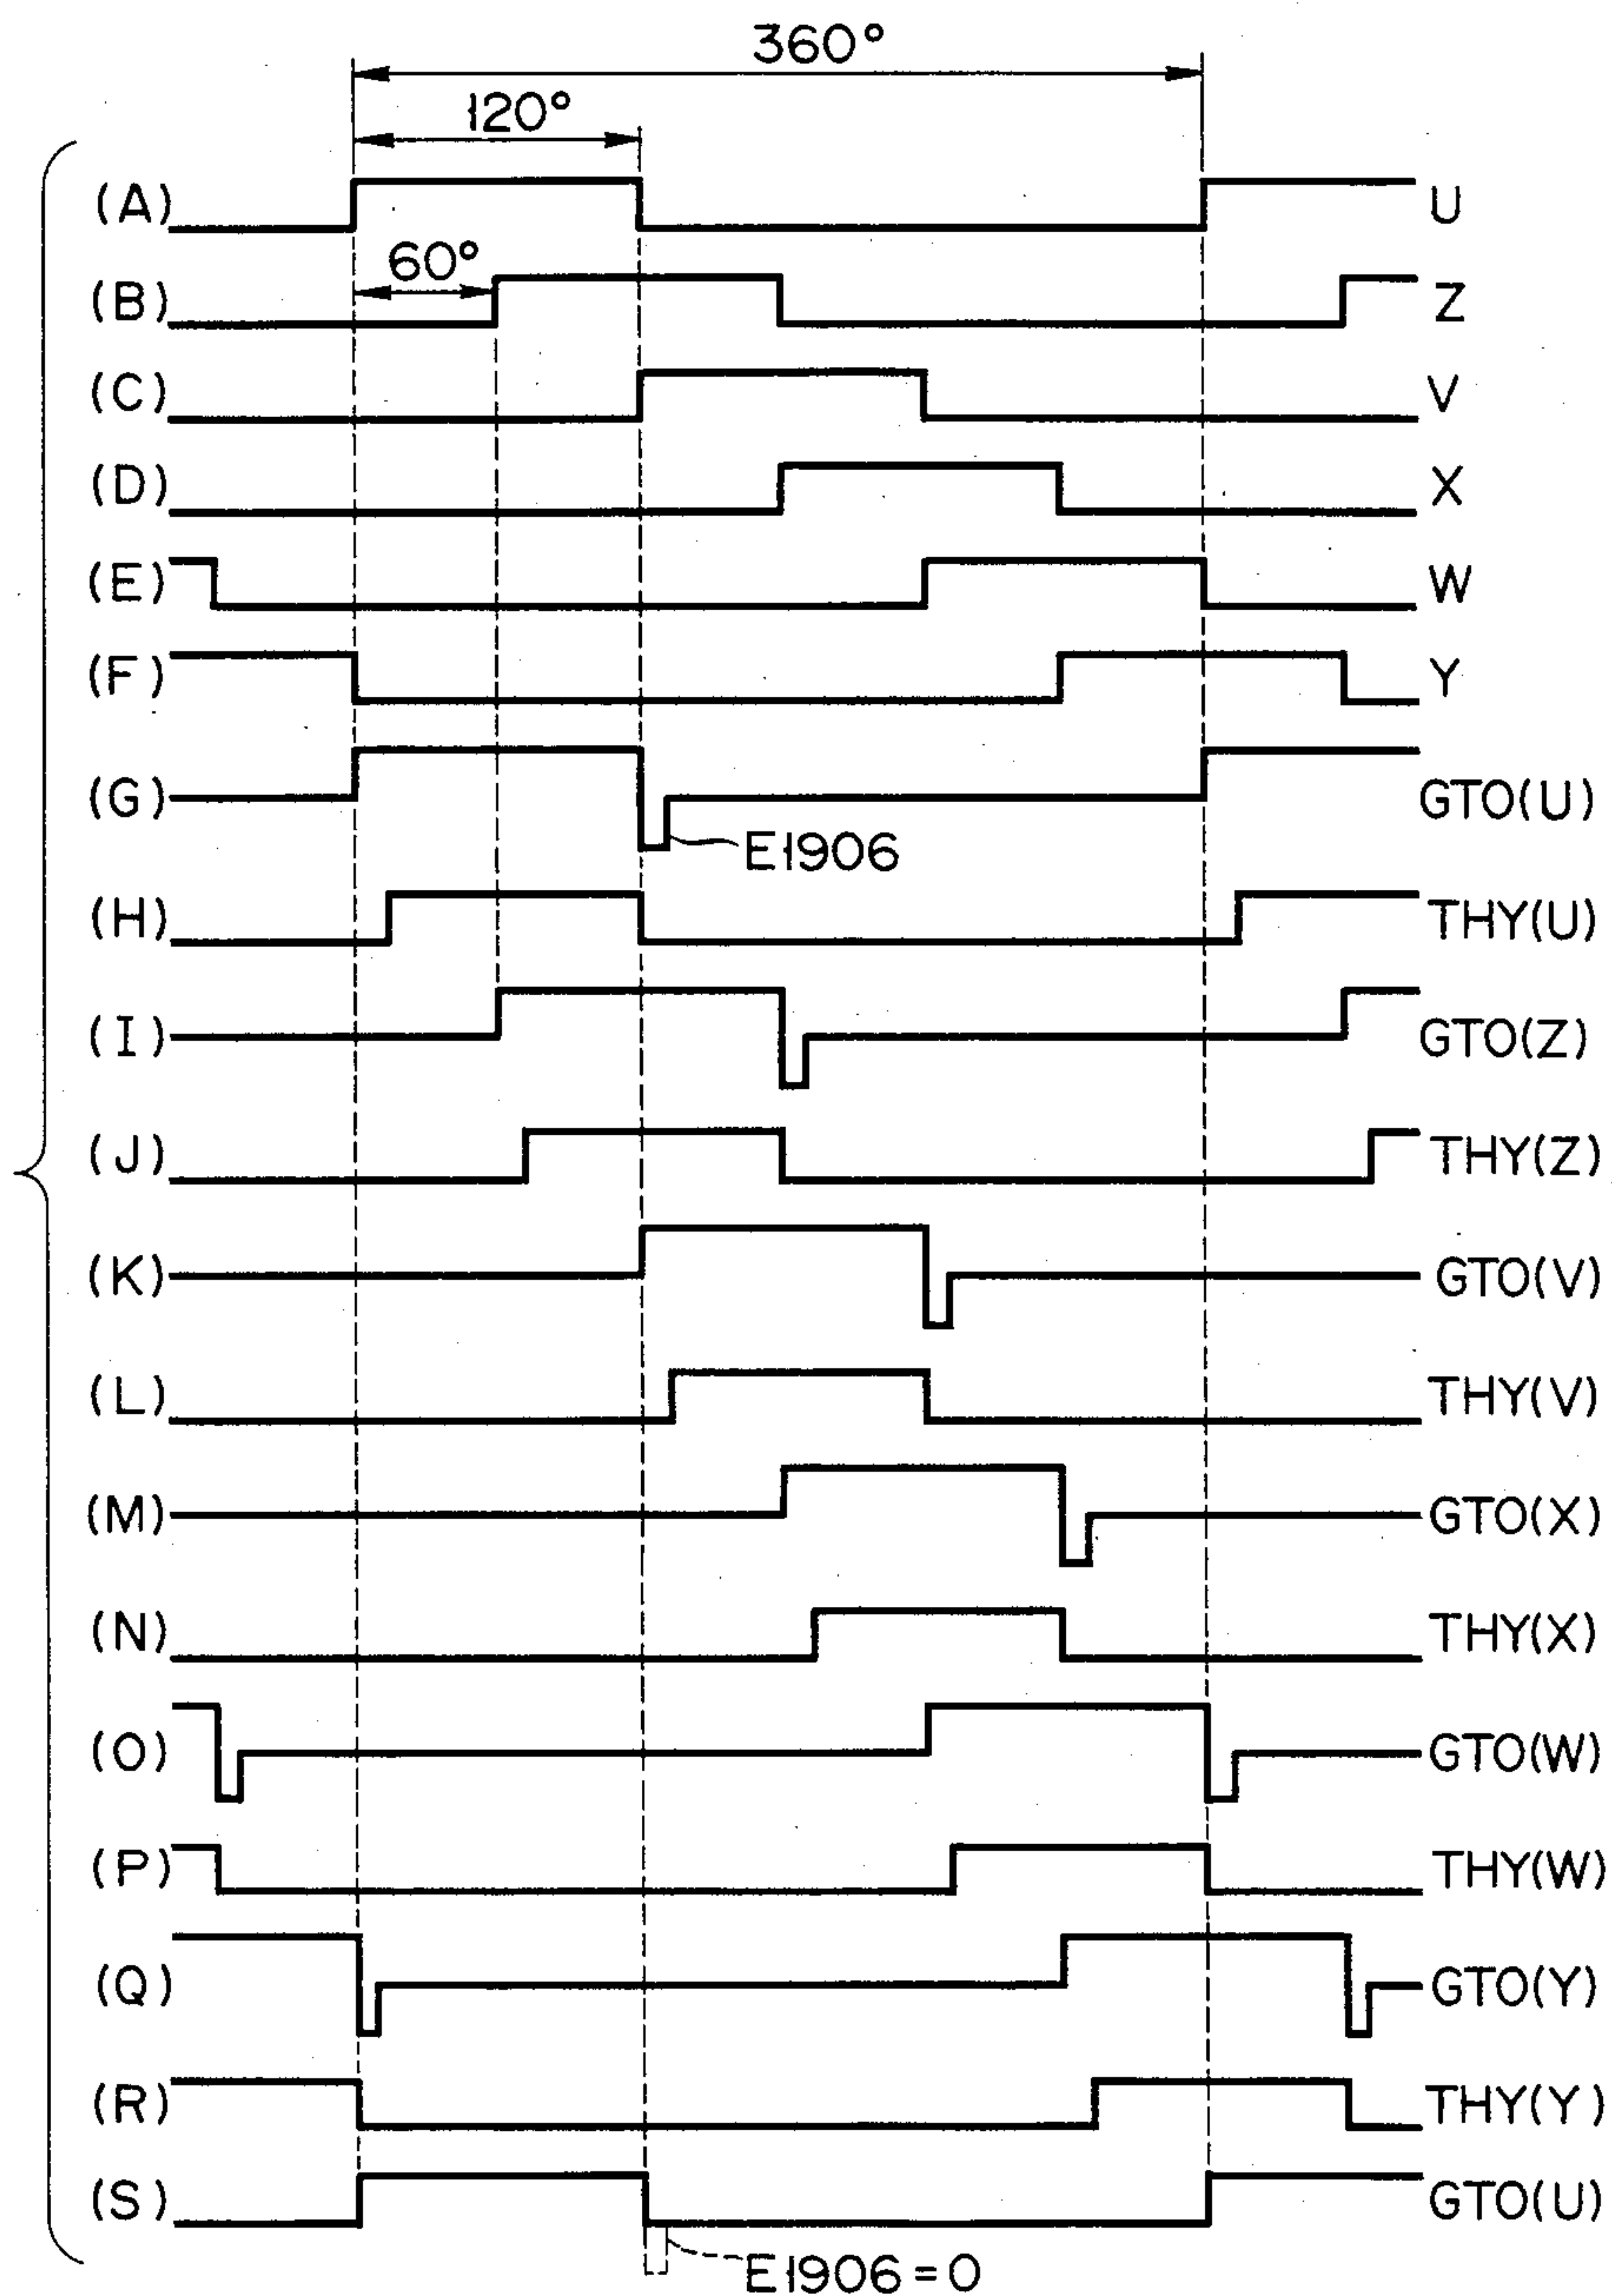 360°
120°
(A) U
60°
(B) Z
(C) V
(D) X
(E) W
(F) Y
(G) GTO(U)
E1906
(H) THY(U)
(I) GTO(Z)
(J) THY(Z)
(K) GTO(V)
(L) THY(V)
(M) GTO(X)
(N) THY(X)
(O) GTO(W)
(P) THY(W)
(Q) GTO(Y)
(R) THY(Y)
(S) GTO(U)
E1906=0